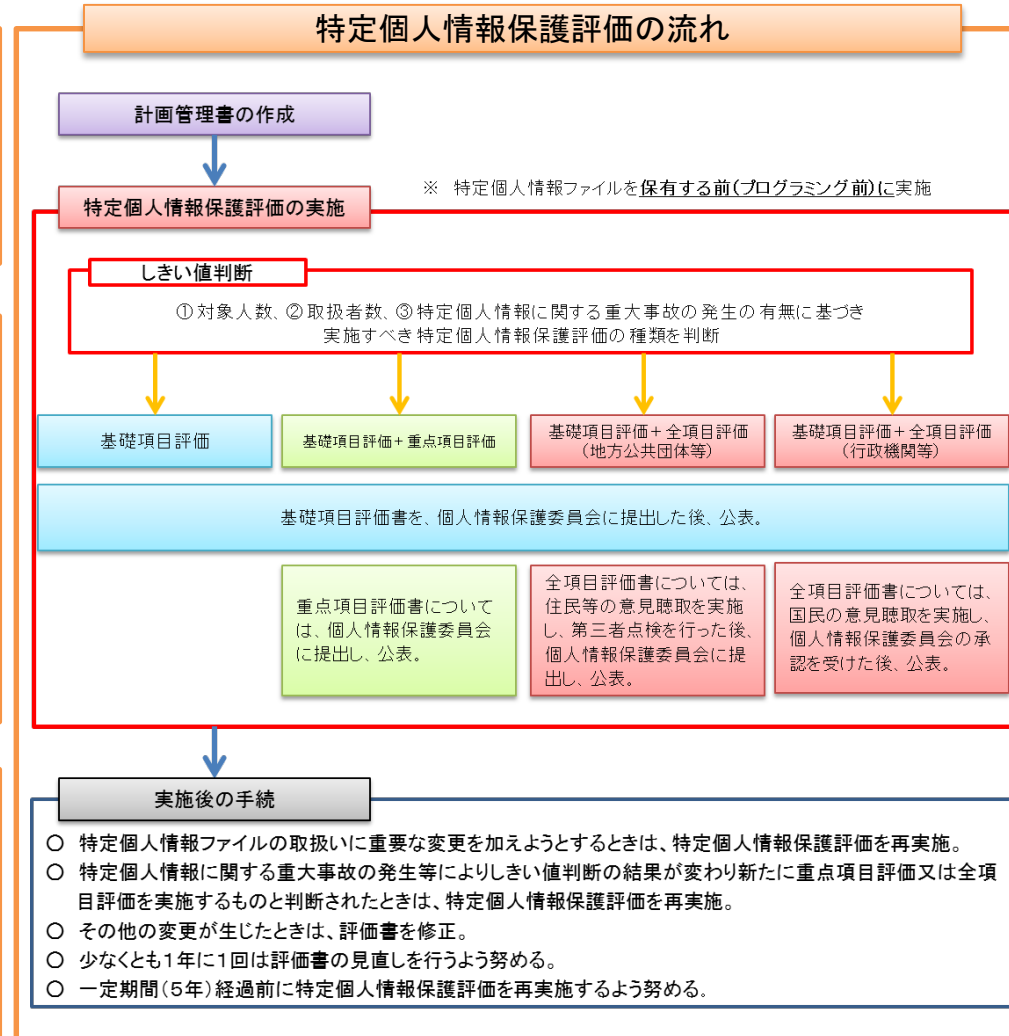 特定個人情報保護評価の流れ
計画管理書の作成
※　特定個人情報ファイルを保有する前(プログラミング前)に実施
特定個人情報保護評価の実施
しきい値判断
①対象人数、②取扱者数、③特定個人情報に関する重大事故の発生の有無に基づき
実施すべき特定個人情報保護評価の種類を判断
基礎項目評価
基礎項目評価＋重点項目評価
基礎項目評価＋全項目評価
(地方公共団体等)
基礎項目評価＋全項目評価
(行政機関等)
基礎項目評価書を、個人情報保護委員会に提出した後、公表。
重点項目評価書について
は、個人情報保護委員会
に提出し、公表。
全項目評価書については、
住民等の意見聴取を実施
し、第三者点検を行った後、
個人情報保護委員会に提
出し、公表。
全項目評価書については、
国民の意見聴取を実施し、
個人情報保護委員会の承
認を受けた後、公表。
実施後の手続
○　特定個人情報ファイルの取扱いに重要な変更を加えようとするときは、特定個人情報保護評価を再実施。
○　特定個人情報に関する重大事故の発生等によりしきい値判断の結果が変わり新たに重点項目評価又は全項
目評価を実施するものと判断されたときは、特定個人情報保護評価を再実施。
○　その他の変更が生じたときは、評価書を修正。
○　少なくとも１年に１回は評価書の見直しを行うよう努める。
○　一定期間(５年)経過前に特定個人情報保護評価を再実施するよう努める。